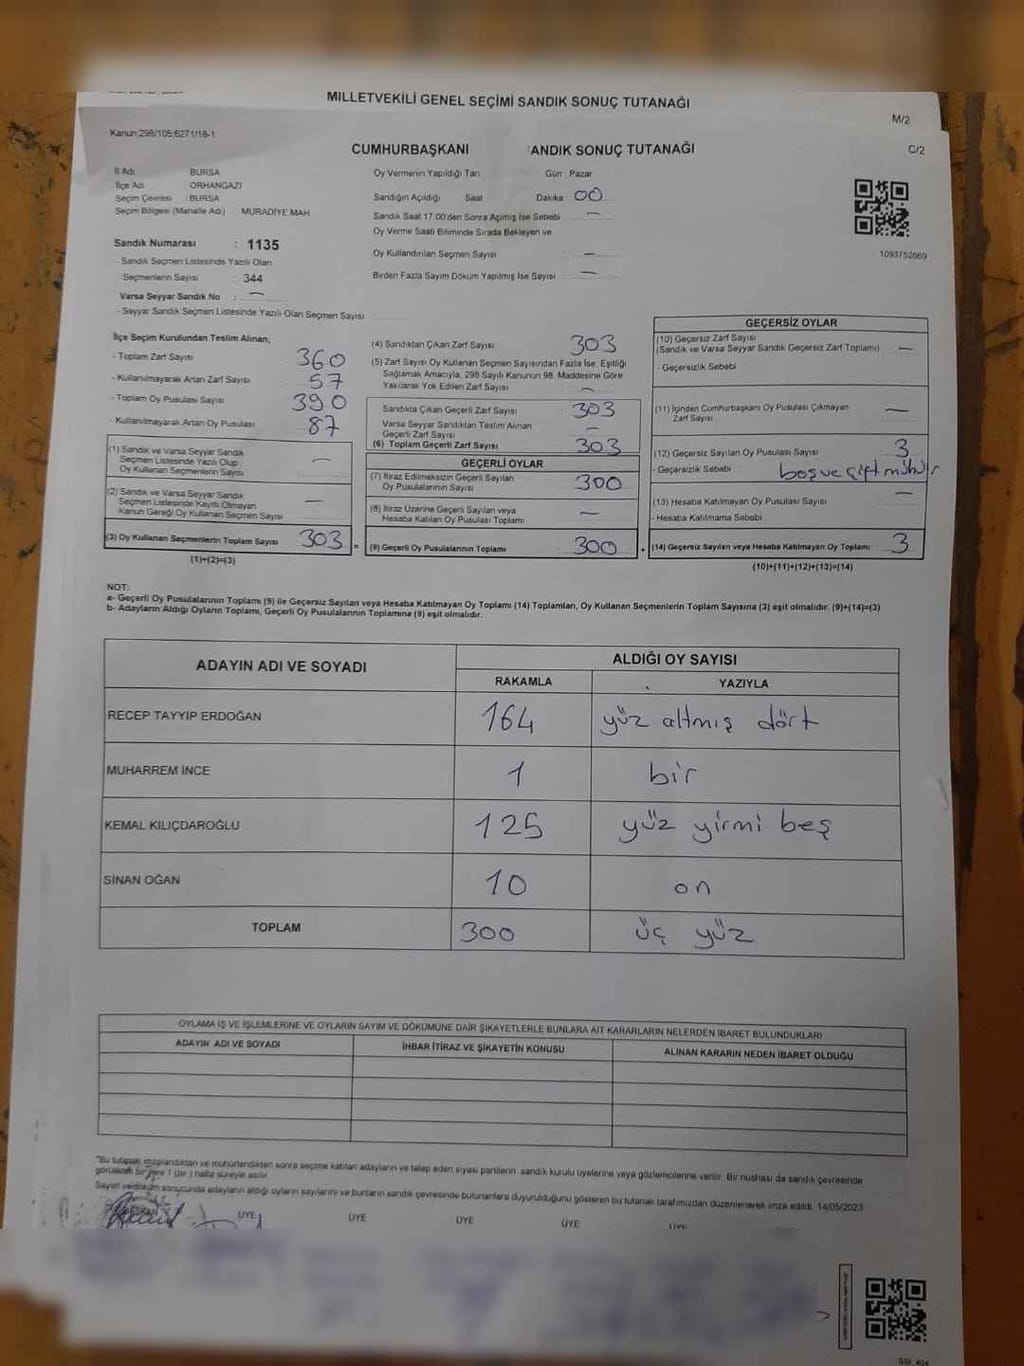 MİLLETVEKİLİ GENEL SEÇİMİ SANDIK SONUÇ TUTANAĞI
M/2
Kanun:298/105;6271/18-1
CUMHURBAŞKANI ANDIK SONUÇ TUTANAĞI
C/2
İl Adı BURSA
İlçe Adı ORHANGAZİ
Seçim Çevresi : BURSA
Seçim Bölgesi (Mahalle Adı) MURADİYE MAH.
Sandık Numarası : 1135
- Sandık Seçmen Listesinde Yazılı Olan
Seçmenlerin Sayısı : 344
Varsa Seyyar Sandık No : —
- Seyyar Sandık Seçmen Listesinde Yazılı Olan Seçmen Sayısı
Oy Vermenin Yapıldığı Tari Gün : Pazar
Sandığın Açıldığı Saat Dakika 00
Sandık Saat 17.00'den Sonra Açılmış İse Sebebi —
Oy Verme Saati Bitiminde Sırada Bekleyen ve
Oy Kullandırılan Seçmen Sayısı —
Birden Fazla Sayım Döküm Yapılmış İse Sayısı —
1093752669
İlçe Seçim Kurulundan Teslim Alınan;
- Toplam Zarf Sayısı 360
- Kullanılmayarak Artan Zarf Sayısı 57
- Toplam Oy Pusulası Sayısı 390
- Kullanılmayarak Artan Oy Pusulası 87
(1) Sandık ve Varsa Seyyar Sandık
Seçmen Listesinde Yazılı Olup
Oy Kullanan Seçmenlerin Sayısı —
(2) Sandık ve Varsa Seyyar Sandık
Seçmen Listesinde Kayıtlı Olmayan
Kanun Gereği Oy Kullanan Seçmen Sayısı —
(3) Oy Kullanan Seçmenlerin Toplam Sayısı 303 =
(1)+(2)=(3)
(4) Sandıktan Çıkan Zarf Sayısı 303
(5) Zarf Sayısı Oy Kullanan Seçmen Sayısından Fazla İse, Eşitliği
Sağlamak Amacıyla, 298 Sayılı Kanunun 98. Maddesine Göre
Yakılarak Yok Edilen Zarf Sayısı —
Sandıkta Çıkan Geçerli Zarf Sayısı 303
Varsa Seyyar Sandıktan Teslim Alınan
Geçerli Zarf Sayısı —
(6) Toplam Geçerli Zarf Sayısı 303
GEÇERLİ OYLAR
(7) İtiraz Edilmeksizin Geçerli Sayılan
Oy Pusulalarının Sayısı 300
(8) İtiraz Üzerine Geçerli Sayılan veya
Hesaba Katılan Oy Pusulası Toplamı —
(9) Geçerli Oy Pusulalarının Toplamı 300 +
GEÇERSİZ OYLAR
(10) Geçersiz Zarf Sayısı
(Sandık ve Varsa Seyyar Sandık Geçersiz Zarf Toplamı) —
- Geçersizlik Sebebi
(11) İçinden Cumhurbaşkanı Oy Pusulası Çıkmayan
Zarf Sayısı —
(12) Geçersiz Sayılan Oy Pusulası Sayısı 3
- Geçersizlik Sebebi boş ve çift mühür
(13) Hesaba Katılmayan Oy Pusulası Sayısı —
- Hesaba Katılmama Sebebi
(14) Geçersiz Sayılan veya Hesaba Katılmayan Oy Toplamı 3
(10)+(11)+(12)+(13)=(14)
NOT:
a- Geçerli Oy Pusulalarının Toplamı (9) ile Geçersiz Sayılan veya Hesaba Katılmayan Oy Toplamı (14) Toplamları, Oy Kullanan Seçmenlerin Toplam Sayısına (3) eşit olmalıdır. (9)+(14)=(3)
b- Adayların Aldığı Oyların Toplamı, Geçerli Oy Pusulalarının Toplamına (9) eşit olmalıdır.
ADAYIN ADI VE SOYADI ALDIĞI OY SAYISI
RAKAMLA YAZIYLA
RECEP TAYYİP ERDOĞAN 164 yüz altmış dört
MUHARREM İNCE 1 bir
KEMAL KILIÇDAROĞLU 125 yüz yirmi beş
SİNAN OĞAN 10 on
TOPLAM 300 üç yüz
OYLAMA İŞ VE İŞLEMLERİNE VE OYLARIN SAYIM VE DÖKÜMÜNE DAİR ŞİKAYETLERLE BUNLARA AİT KARARLARIN NELERDEN İBARET BULUNDUKLARI
ADAYIN ADI VE SOYADI İHBAR İTİRAZ VE ŞİKAYETİN KONUSU ALINAN KARARIN NEDEN İBARET OLDUĞU
"Bu tutanak imzalandıktan ve mühürlendikten sonra seçime katılan adayların ve talep eden siyasi partilerin sandık kurulu üyelerine veya gözlemcilerine verilir. Bir nüshası da sandık çevresinde
görülecek bir yere 1 (bir) hafta süreyle asılır.
Sayım ve döküm sonucunda adayların aldığı oyların sayılarını ve bunların sandık çevresinde bulunanlara duyurulduğunu gösteren bu tutanak tarafımızdan düzenlenerek imza edildi. 14/05/2023
ÜYE ÜYE ÜYE ÜYE ÜYE